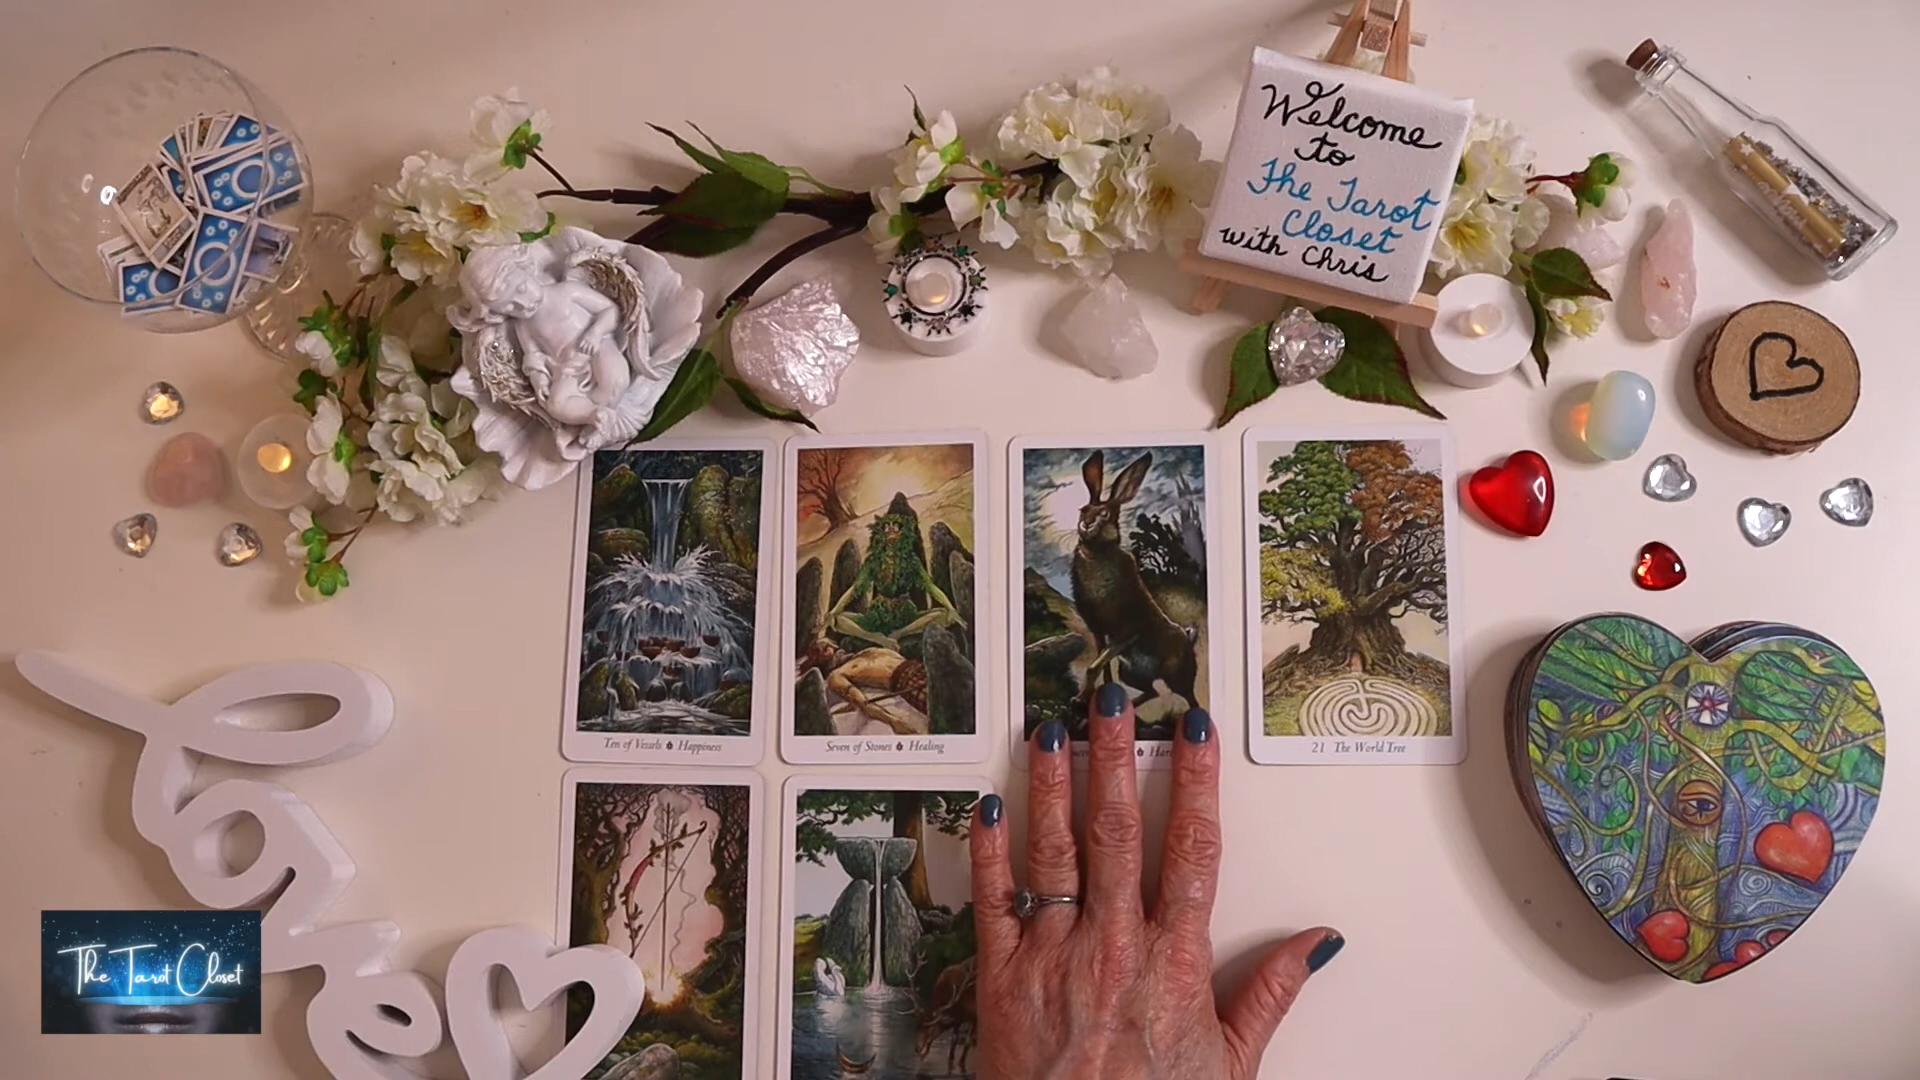 Welcome
to
The Tarot
Closet
with Chris
Ten of Vessels Happiness
Seven of Stones Healing
21 The World Tree
love
The Tarot Closet